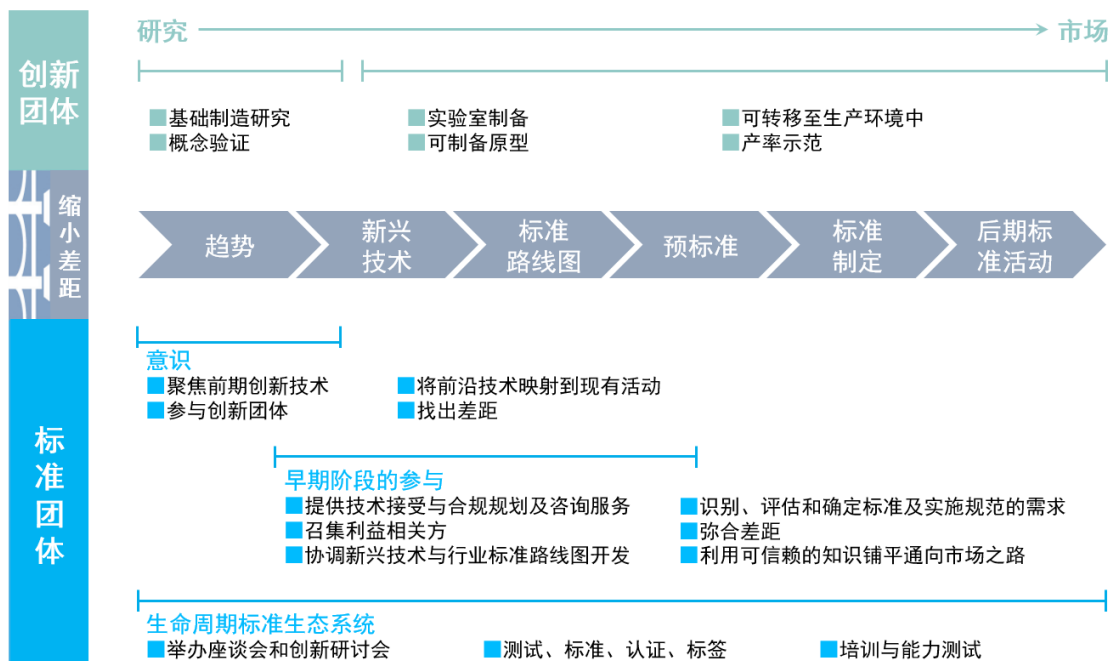 创新
团体
研究
市场
基础制造研究
概念验证
实验室制备
可制备原型
可转移至生产环境中
产率示范
缩
小
差
距
趋势
新兴
技术
标准
路线图
预标准
标准
制定
后期标
准活动
标
准
团
体
意识
聚焦前期创新技术
参与创新团体
将前沿技术映射到现有活动
找出差距
早期阶段的参与
提供技术接受与合规规划及咨询服务
召集利益相关方
协调新兴技术与行业标准路线图开发
识别、评估和确定标准及实施规范的需求
弥合差距
利用可信赖的知识铺平通向市场之路
生命周期标准生态系统
举办座谈会和创新研讨会
测试、标准、认证、标签
培训与能力测试